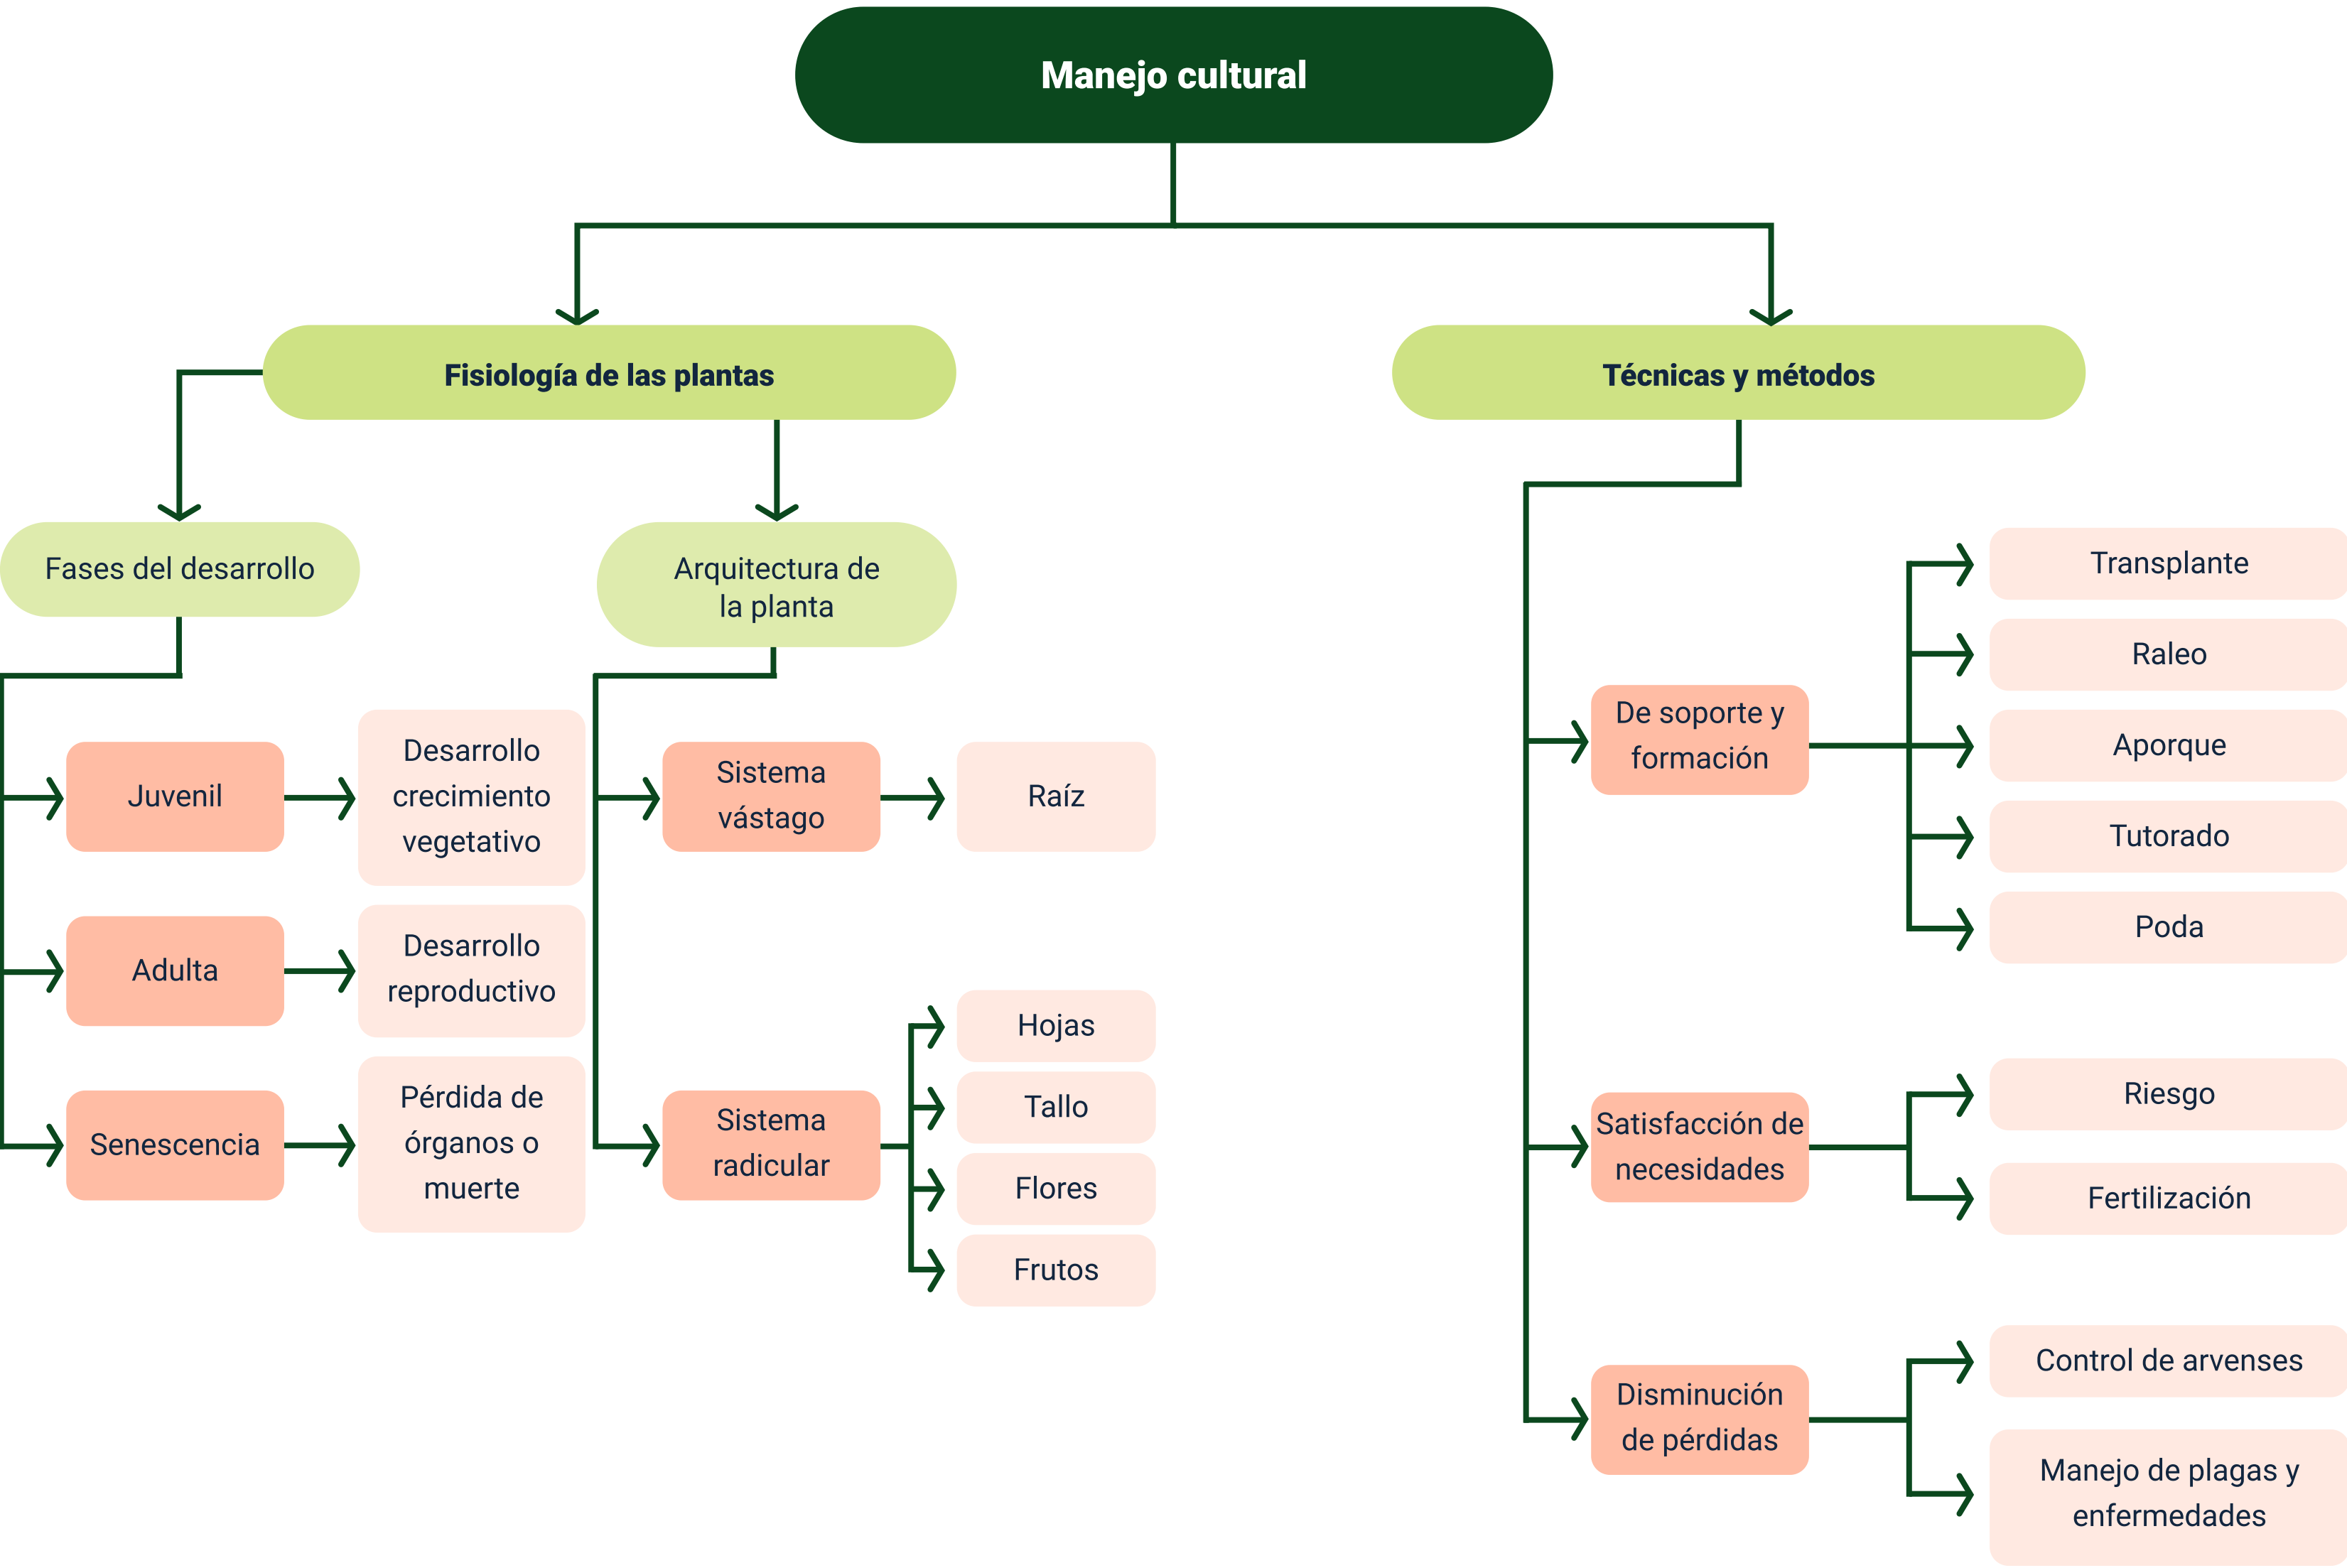 Manejo cultural
Fisiología de las plantas
Técnicas y métodos
Fases del desarrollo
Arquitectura de
la planta
Juvenil
Desarrollo
crecimiento
vegetativo
Adulta
Desarrollo
reproductivo
Senescencia
Pérdida de
órganos o
muerte
Sistema
vástago
Raíz
Sistema
radicular
Hojas
Tallo
Flores
Frutos
De soporte y
formación
Transplante
Raleo
Aporque
Tutorado
Poda
Satisfacción de
necesidades
Riesgo
Fertilización
Disminución
de pérdidas
Control de arvenses
Manejo de plagas y
enfermedades